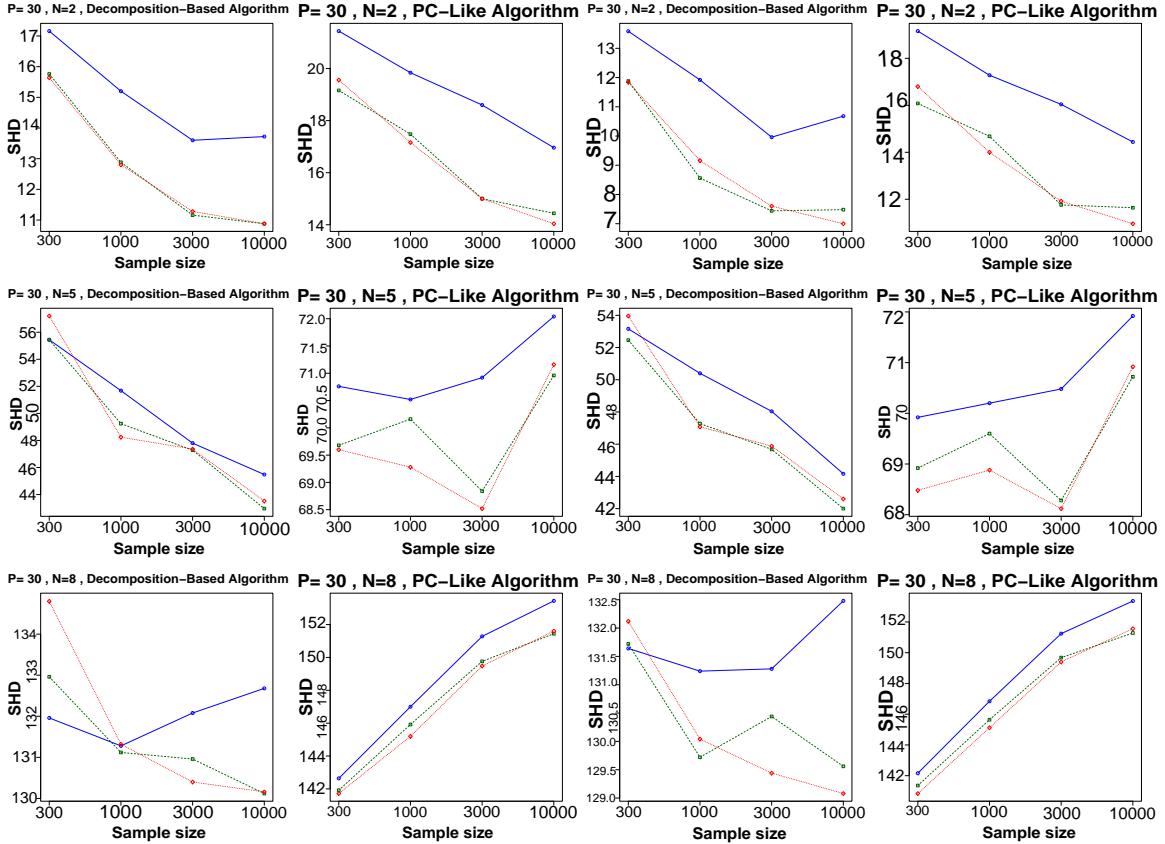 P= 30 , N=2 , Decomposition−Based Algorithm
SHD
17
16
15
14
13
12
11
300 1000 3000 10000
Sample size
P= 30 , N=2 , PC−Like Algorithm
SHD
20
18
16
14
300 1000 3000 10000
Sample size
P= 30 , N=2 , Decomposition−Based Algorithm
SHD
13
12
11
10
9
8
7
300 1000 3000 10000
Sample size
P= 30 , N=2 , PC−Like Algorithm
SHD
18
16
14
12
300 1000 3000 10000
Sample size
P= 30 , N=5 , Decomposition−Based Algorithm
SHD
56
54
52
50
48
46
44
300 1000 3000 10000
Sample size
P= 30 , N=5 , PC−Like Algorithm
SHD
72.0
71.5
71.0
70.5
70.0
69.5
69.0
68.5
300 1000 3000 10000
Sample size
P= 30 , N=5 , Decomposition−Based Algorithm
SHD
54
52
50
48
46
44
42
300 1000 3000 10000
Sample size
P= 30 , N=5 , PC−Like Algorithm
SHD
72
71
70
69
68
300 1000 3000 10000
Sample size
P= 30 , N=8 , Decomposition−Based Algorithm
SHD
134
133
132
131
130
300 1000 3000 10000
Sample size
P= 30 , N=8 , PC−Like Algorithm
SHD
152
150
148
146
144
142
300 1000 3000 10000
Sample size
P= 30 , N=8 , Decomposition−Based Algorithm
SHD
132.5
132.0
131.5
131.0
130.5
130.0
129.5
129.0
300 1000 3000 10000
Sample size
P= 30 , N=8 , PC−Like Algorithm
SHD
152
150
148
146
144
142
300 1000 3000 10000
Sample size